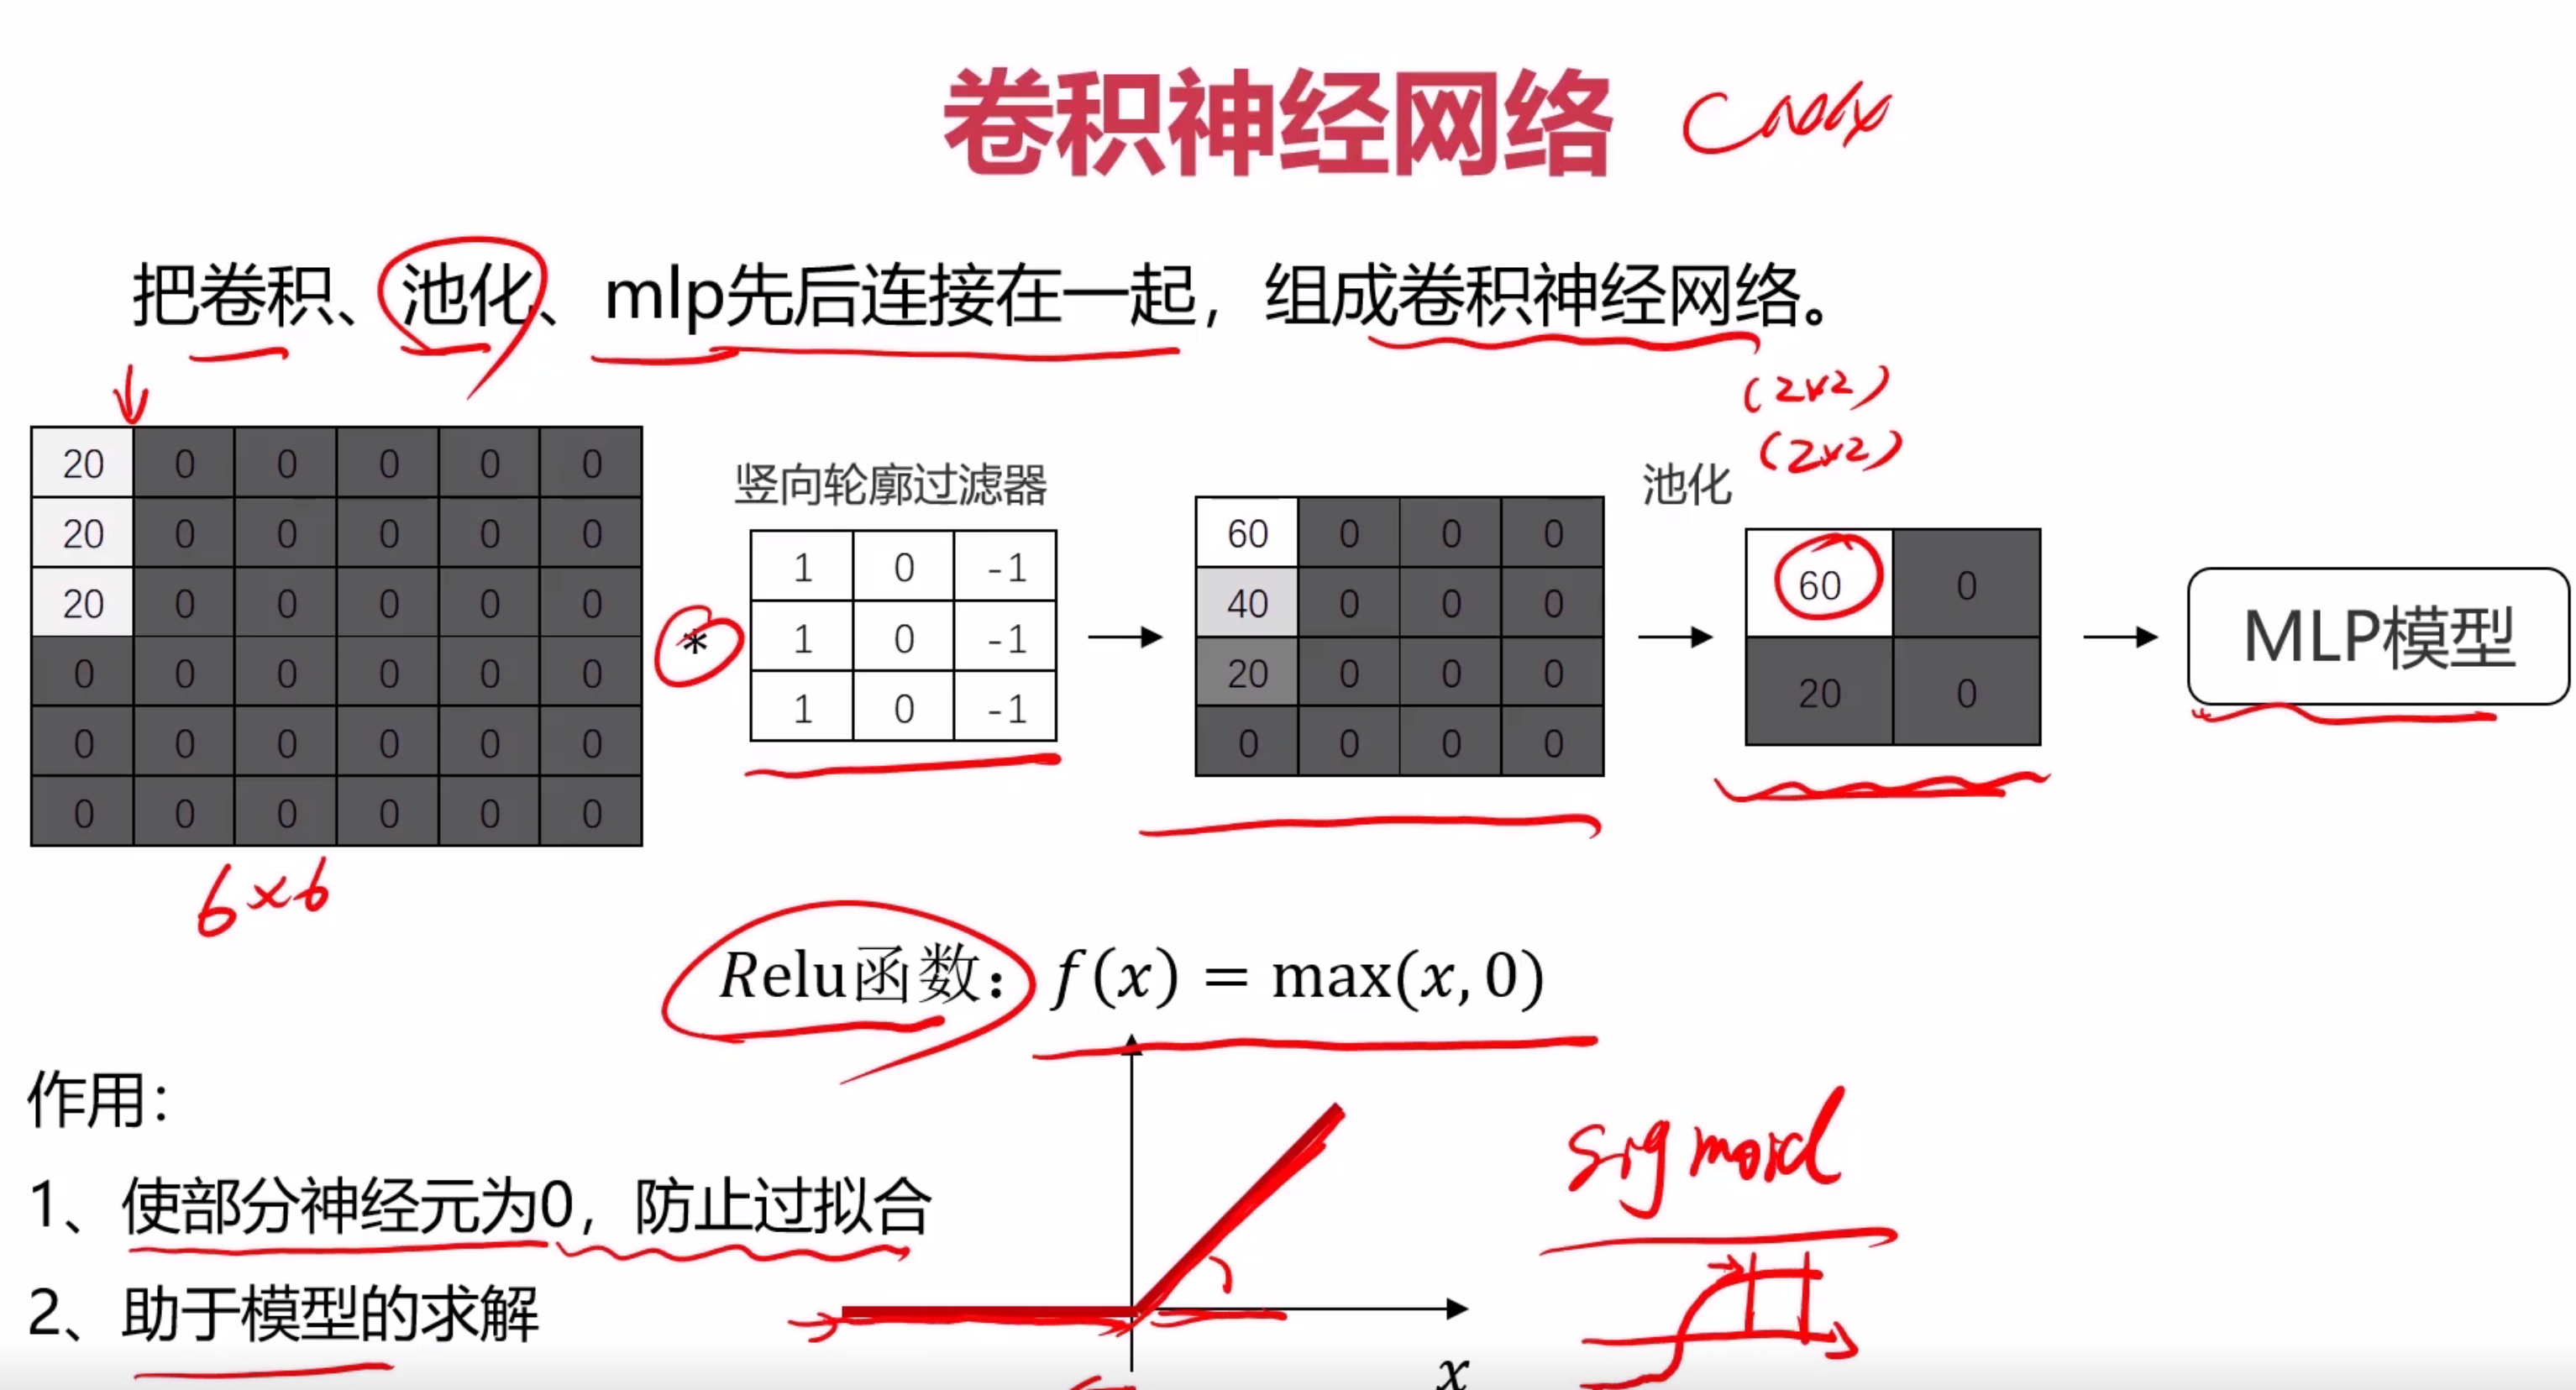 卷积神经网络
把卷积、池化、mlp先后连接在一起，组成卷积神经网络。
(2×2)
(2×2)
20 0 0 0 0 0
20 0 0 0 0 0
20 0 0 0 0 0
0 0 0 0 0 0
0 0 0 0 0 0
0 0 0 0 0 0
6×6
*
竖向轮廓过滤器
1 0 -1
1 0 -1
1 0 -1
60 0 0 0
40 0 0 0
20 0 0 0
0 0 0 0
池化
60 0
20 0
MLP模型
Relu函数：f(x) = max(x, 0)
作用：
1、使部分神经元为0，防止过拟合
2、助于模型的求解
x
sigmoid